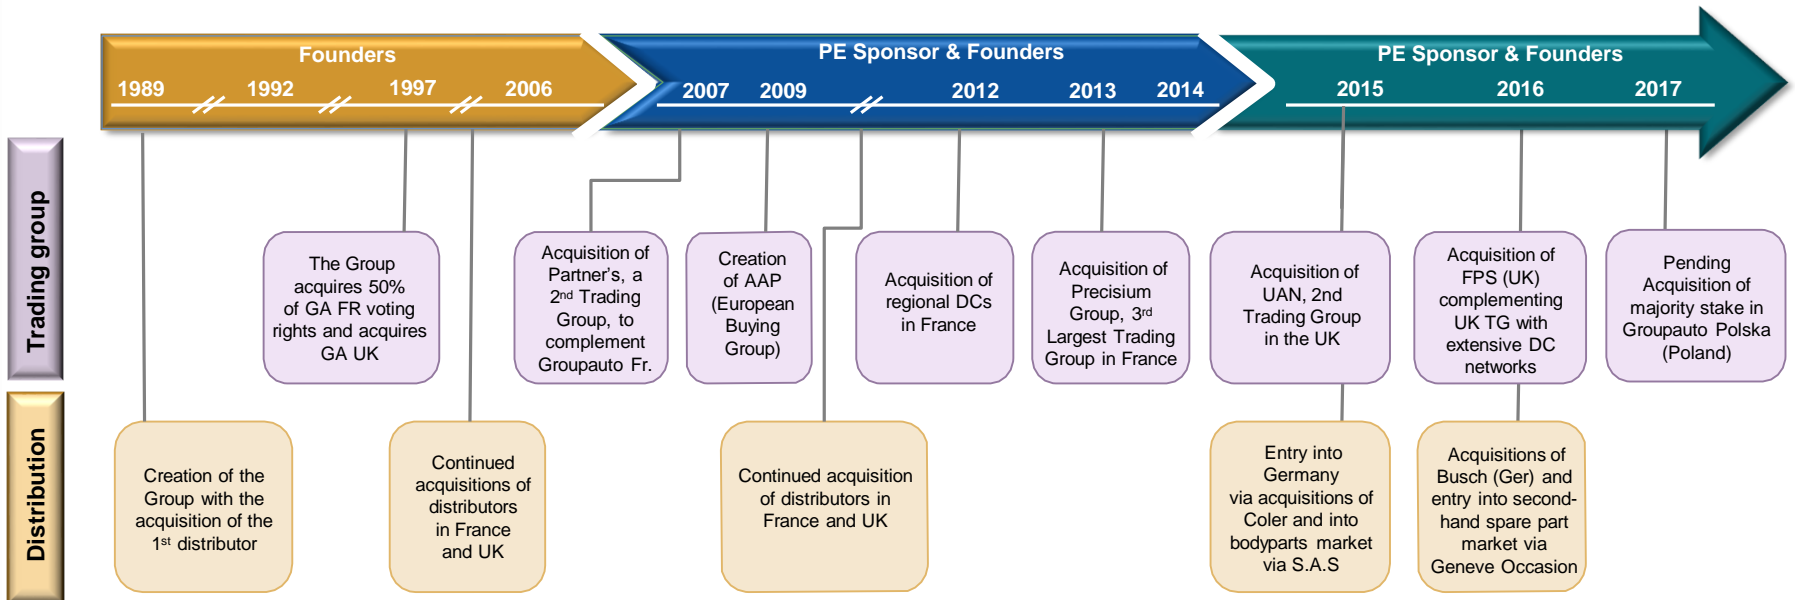 Founders
PE Sponsor & Founders
PE Sponsor & Founders
1989
1992
1997
2006
2007
2009
2012
2013
2014
2015
2016
2017
Trading group
The Group
acquires 50%
of GA FR voting
rights and acquires
GA UK
Acquisition of
Partner's, a
2nd Trading
Group, to
complement
Groupauto Fr.
Creation
of AAP
(European
Buying
Group)
Acquisition of
regional DCs
in France
Acquisition of
Precisium
Group, 3rd
Largest Trading
Group in France
Acquisition of
UAN, 2nd
Trading Group
in the UK
Acquisition of
FPS (UK)
complementing
UK TG with
extensive DC
networks
Pending
Acquisition of
majority stake in
Groupauto Polska
(Poland)
Distribution
Creation of the
Group with the
acquisition of the
1st distributor
Continued
acquisitions of
distributors
in France
and UK
Continued acquisition
of distributors in
France and UK
Entry into
Germany
via acquisitions of
Coler and into
bodyparts market
via S.A.S
Acquisitions of
Busch (Ger) and
entry into second-
hand spare part
market via
Geneve Occasion